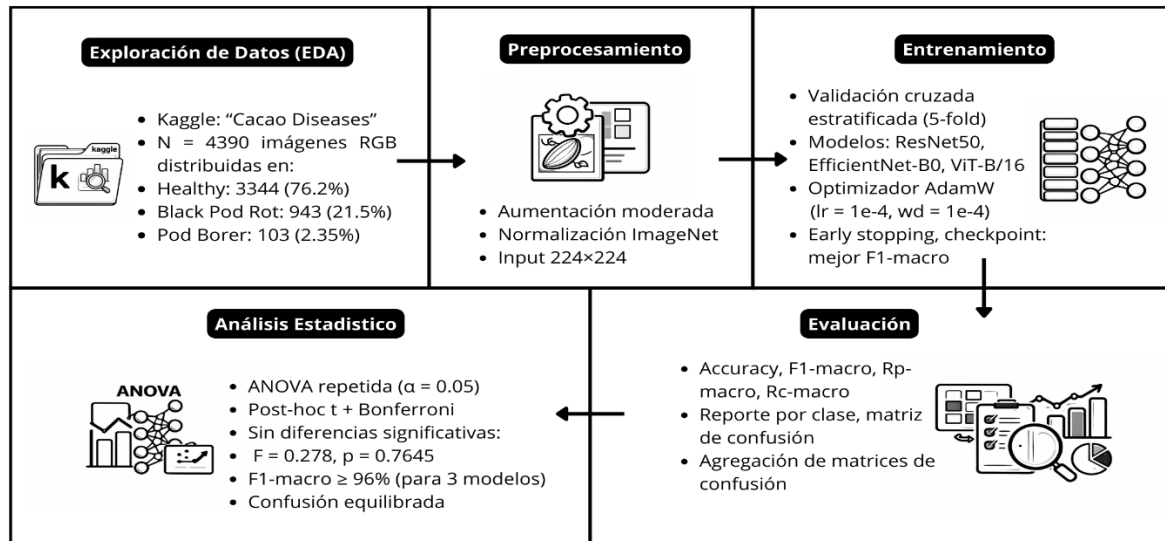 Exploración de Datos (EDA)
kaggle
k
• Kaggle: “Cacao Diseases”
• N = 4390 imágenes RGB
distribuidas en:
• Healthy: 3344 (76.2%)
• Black Pod Rot: 943 (21.5%)
• Pod Borer: 103 (2.35%)
Preprocesamiento
• Aumentación moderada
• Normalización ImageNet
• Input 224×224
Entrenamiento
• Validación cruzada
estratificada (5-fold)
• Modelos: ResNet50,
EfficientNet-B0, ViT-B/16
• Optimizador AdamW
(lr = 1e-4, wd = 1e-4)
• Early stopping, checkpoint:
mejor F1-macro
Análisis Estadistico
ANOVA
• ANOVA repetida (α = 0.05)
• Post-hoc t + Bonferroni
• Sin diferencias significativas:
F = 0.278, p = 0.7645
• F1-macro ≥ 96% (para 3 modelos)
• Confusión equilibrada
Evaluación
• Accuracy, F1-macro, Rp-
macro, Rc-macro
• Reporte por clase, matriz
de confusión
• Agregación de matrices de
confusión